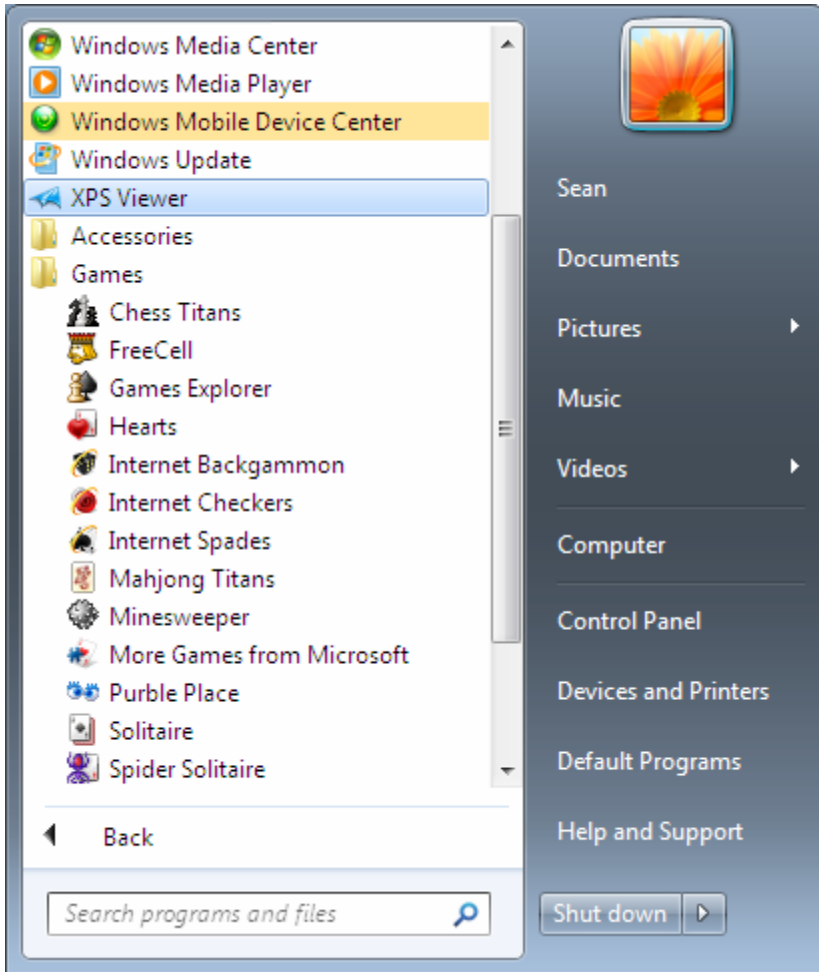 Windows Media Center
Windows Media Player
Windows Mobile Device Center
Windows Update
XPS Viewer
Accessories
Games
Chess Titans
FreeCell
Games Explorer
Hearts
Internet Backgammon
Internet Checkers
Internet Spades
Mahjong Titans
Minesweeper
More Games from Microsoft
Purble Place
Solitaire
Spider Solitaire
Back
Search programs and files
Sean
Documents
Pictures
Music
Videos
Computer
Control Panel
Devices and Printers
Default Programs
Help and Support
Shut down